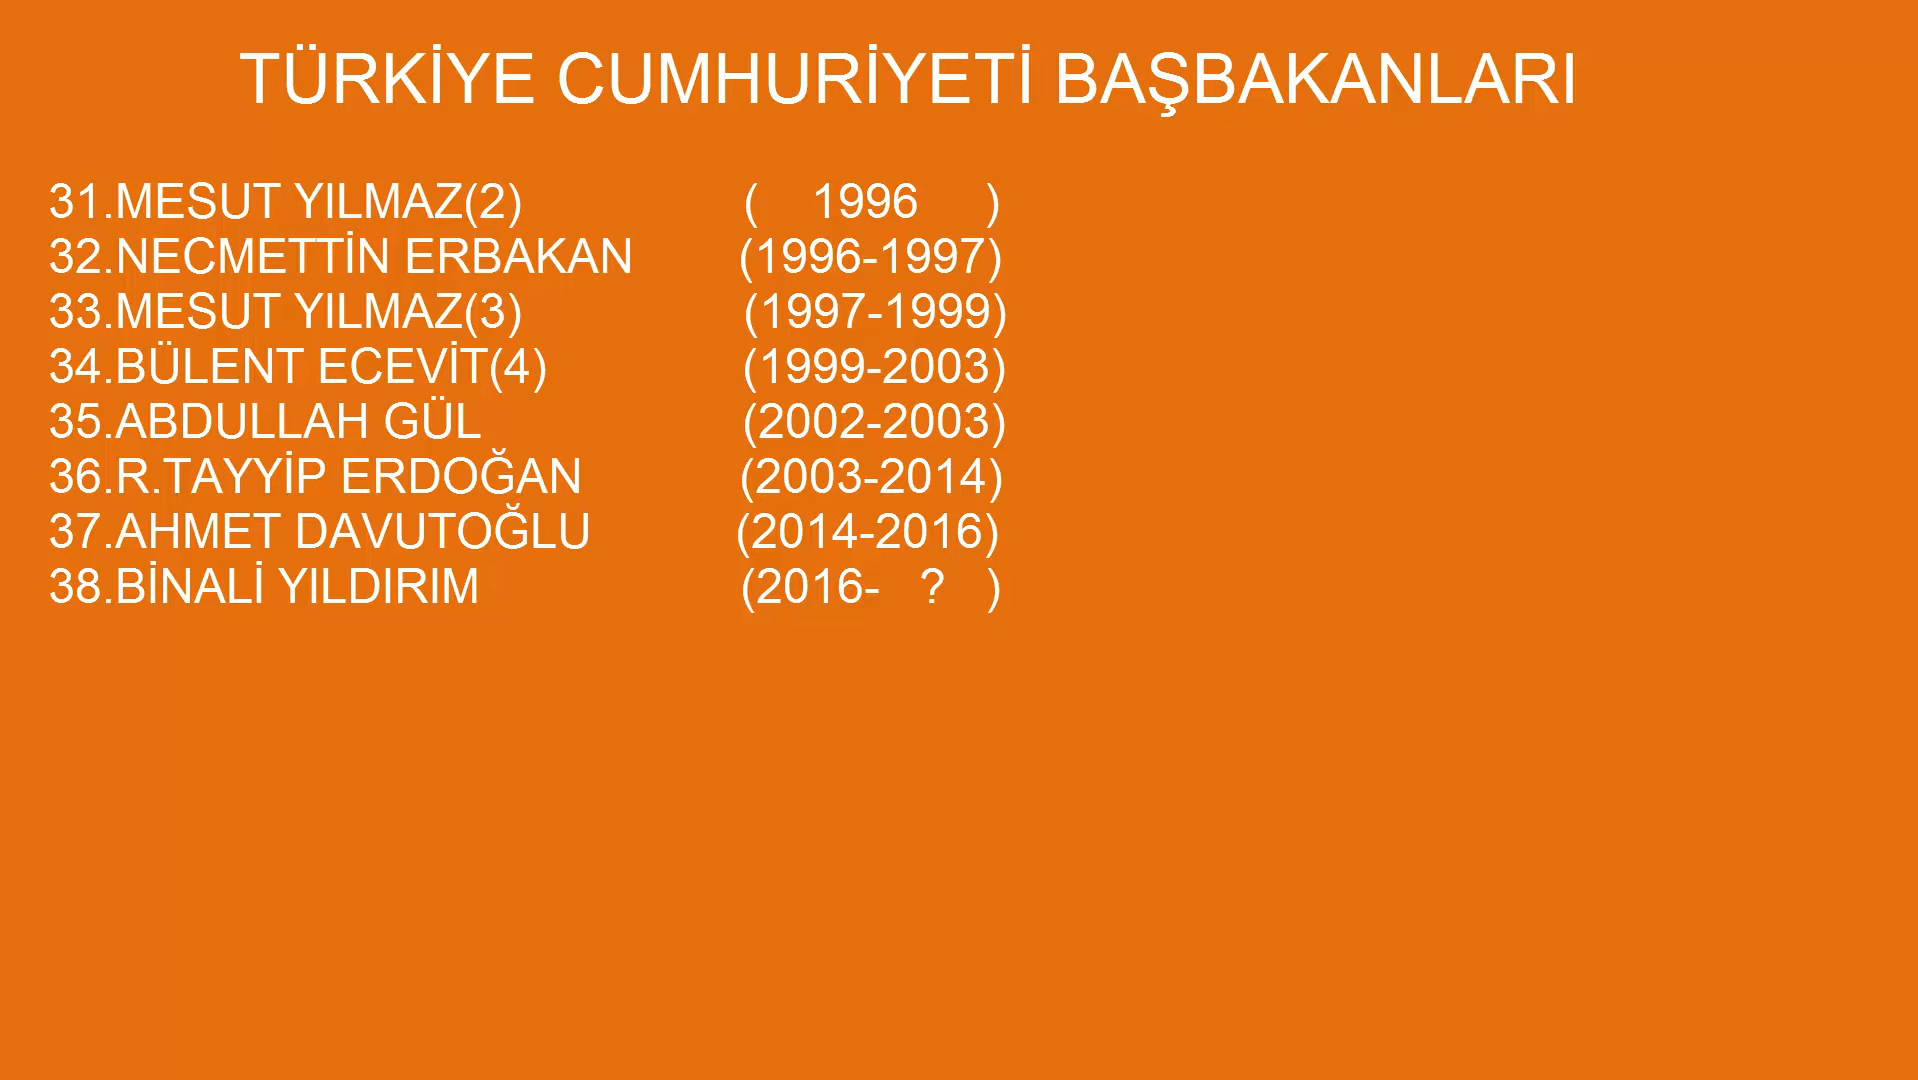 TÜRKİYE CUMHURİYETİ BAŞBAKANLARI
31.MESUT YILMAZ(2) ( 1996 )
32.NECMETTİN ERBAKAN (1996-1997)
33.MESUT YILMAZ(3) (1997-1999)
34.BÜLENT ECEVİT(4) (1999-2003)
35.ABDULLAH GÜL (2002-2003)
36.R.TAYYİP ERDOĞAN (2003-2014)
37.AHMET DAVUTOĞLU (2014-2016)
38.BİNALİ YILDIRIM (2016- ? )